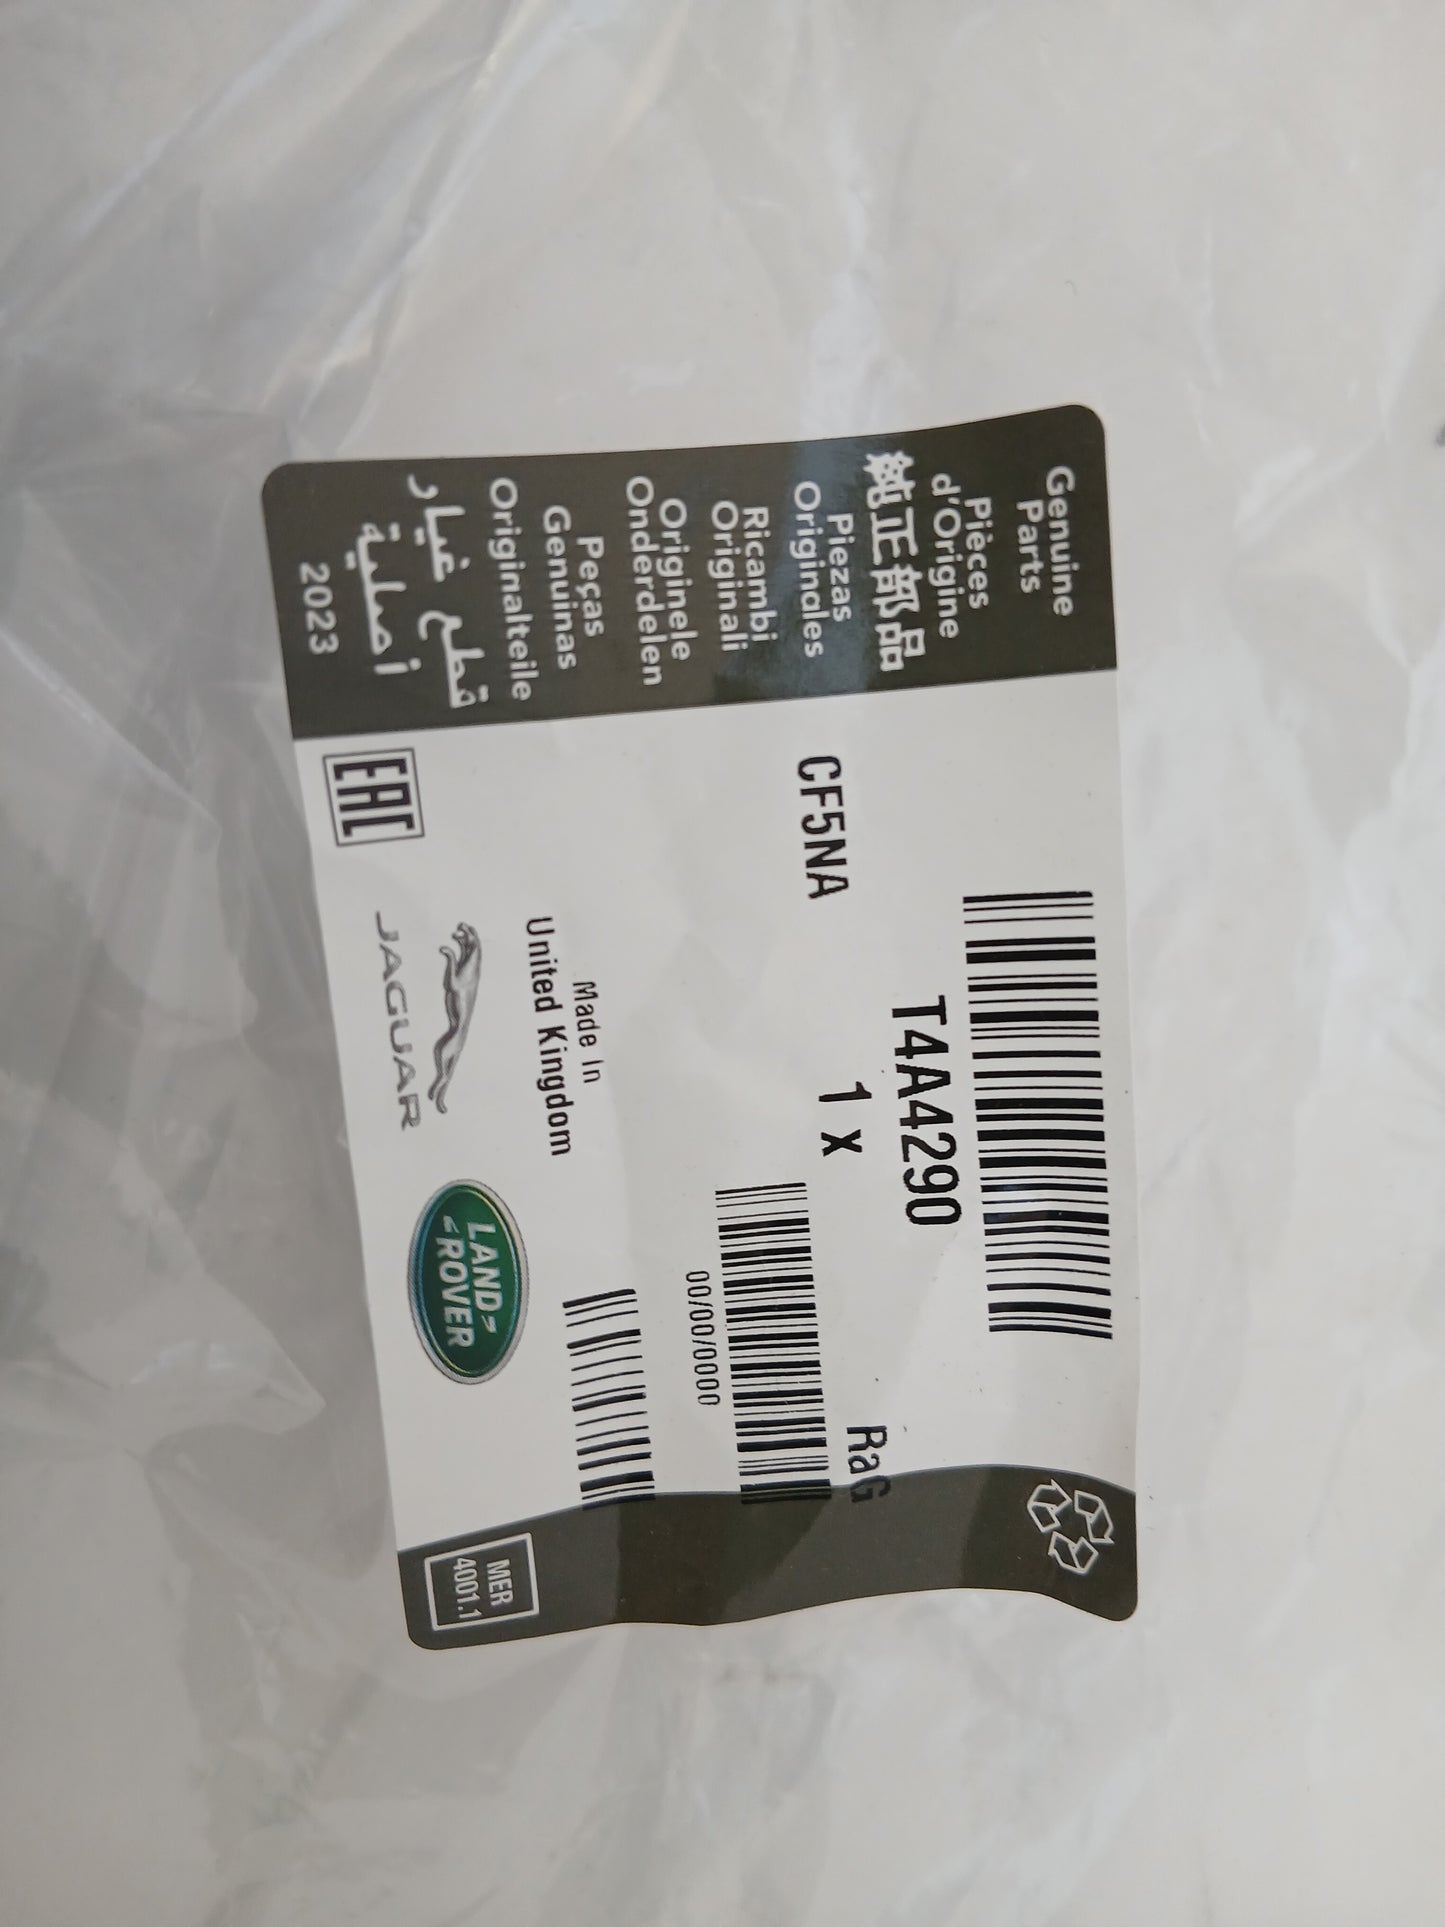 Genuine
Parts
Pièces
d'Origine
純正部品
Piezas
Originales
Ricambi
Originali
Originele
Onderdelen
Peças
Genuinas
Originalteile
قطع غيار
أصلية
2023
T4A4290
CF5NA
1 x
RaG
00/00/0000
Made In
United Kingdom
EAC
JAGUAR
LAND
ROVER
MER
4001.1